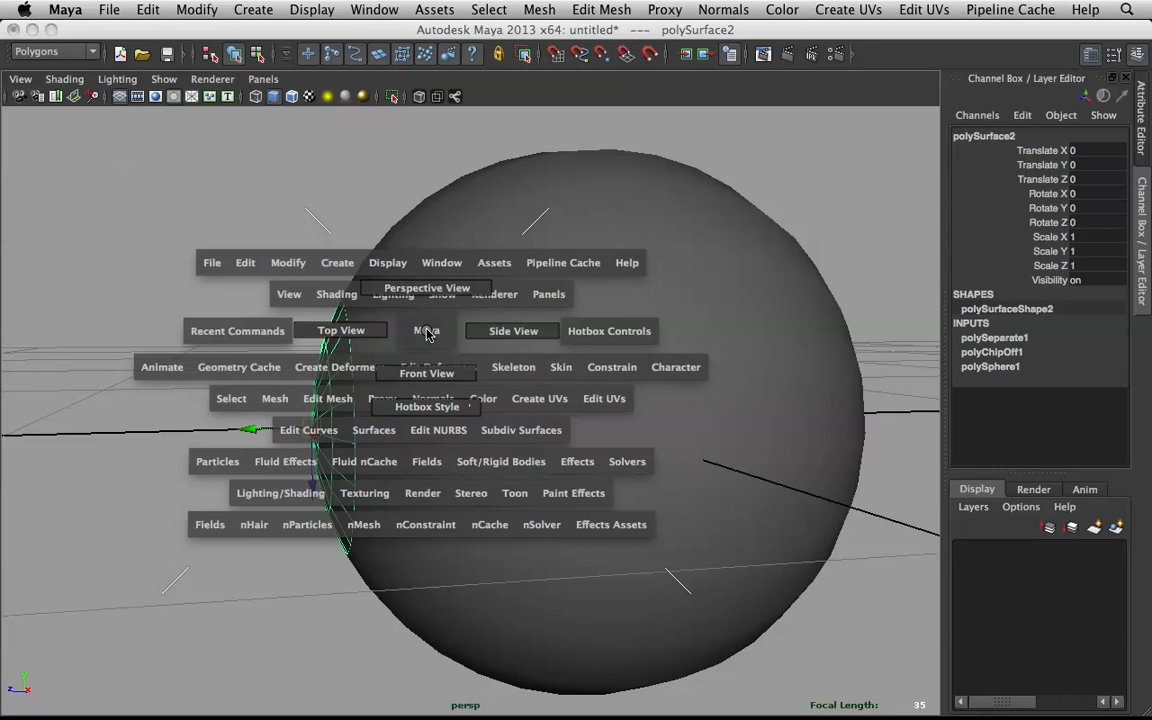 Maya File Edit Modify Create Display Window Assets Select Mesh Edit Mesh Proxy Normals Color Create UVs Edit UVs Pipeline Cache Help
Autodesk Maya 2013 x64: untitled* --- polySurface2
Polygons
View Shading Lighting Show Renderer Panels
Channel Box / Layer Editor
Channels Edit Object Show
polySurface2
Translate X 0
Translate Y 0
Translate Z 0
Rotate X 0
Rotate Y 0
Rotate Z 0
Scale X 1
Scale Y 1
Scale Z 1
Visibility on
SHAPES
polySurfaceShape2
INPUTS
polySeparate1
polyChipOff1
polySphere1
Attribute Editor
Channel Box / Layer Editor
File Edit Modify Create Display Window Assets Pipeline Cache Help
Perspective View
View Shading Lighting Show Renderer Panels
Recent Commands Top View Maya Side View Hotbox Controls
Animate Geometry Cache Create Deforme Skeleton Skin Constrain Character
Front View
Select Mesh Edit Mesh Proxy Normals Color Create UVs Edit UVs
Hotbox Style
Edit Curves Surfaces Edit NURBS Subdiv Surfaces
Particles Fluid Effects Fluid nCache Fields Soft/Rigid Bodies Effects Solvers
Lighting/Shading Texturing Render Stereo Toon Paint Effects
Fields nHair nParticles nMesh nConstraint nCache nSolver Effects Assets
Display Render Anim
Layers Options Help
persp
Focal Length: 35
y
z x